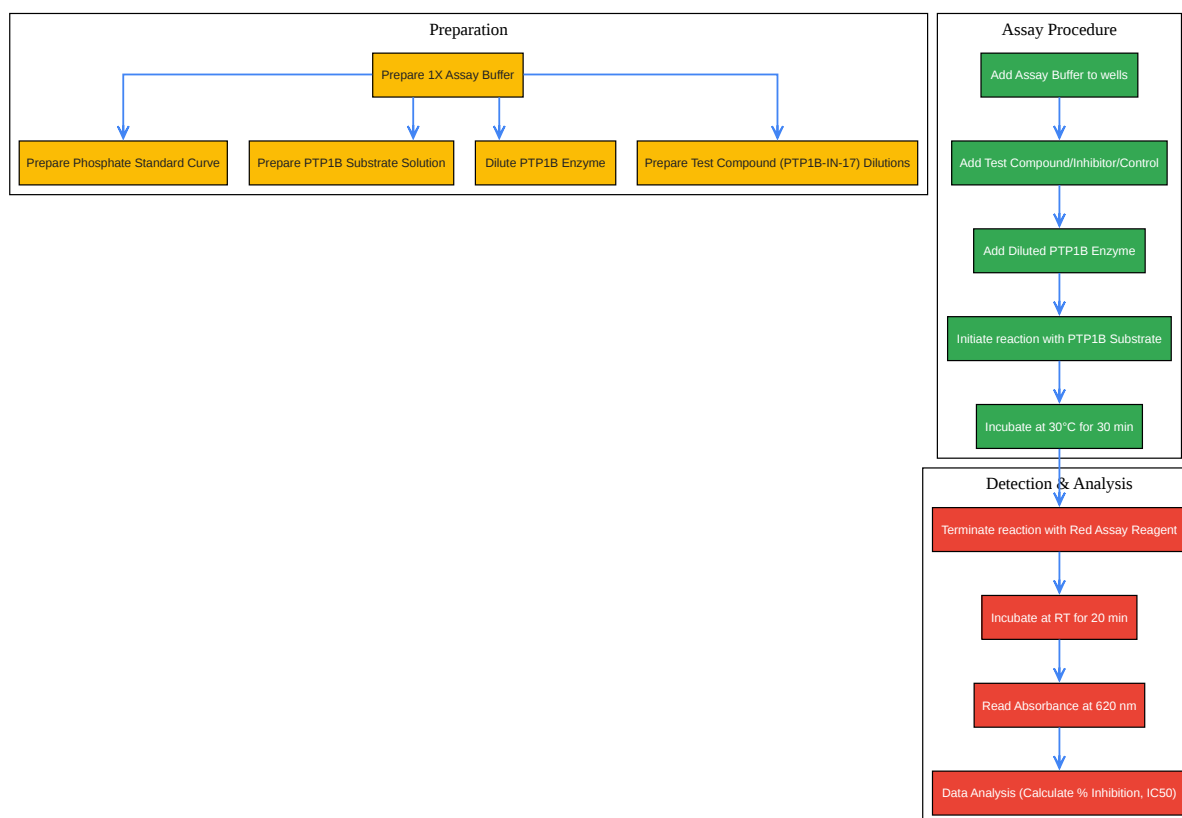 Preparation
Prepare 1X Assay Buffer
Prepare Phosphate Standard Curve
Prepare PTP1B Substrate Solution
Dilute PTP1B Enzyme
Prepare Test Compound (PTP1B-IN-17) Dilutions
Assay Procedure
Add Assay Buffer to wells
Add Test Compound/Inhibitor/Control
Add Diluted PTP1B Enzyme
Initiate reaction with PTP1B Substrate
Incubate at 30°C for 30 min
Detection & Analysis
Terminate reaction with Red Assay Reagent
Incubate at RT for 20 min
Read Absorbance at 620 nm
Data Analysis (Calculate % Inhibition, IC50)